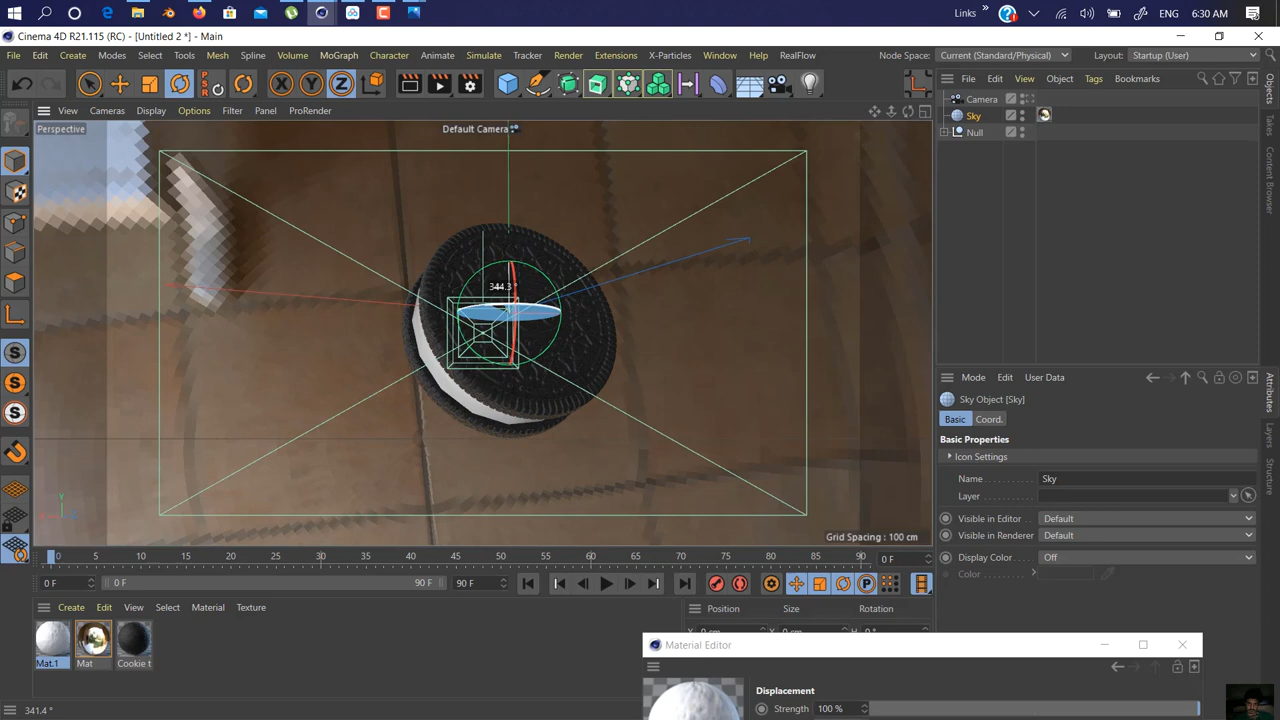 Links » ENG 6:30 AM
Cinema 4D R21.115 (RC) - [Untitled 2 *] - Main
File Edit Create Modes Select Tools Mesh Spline Volume MoGraph Character Animate Simulate Tracker Render Extensions X-Particles Window Help RealFlow Node Space: Current (Standard/Physical) Layout: Startup (User)
File Edit View Object Tags Bookmarks
View Cameras Display Options Filter Panel ProRender
Perspective Default Camera
Camera
Sky
Null
Objects
Takes
Content Browser
344.3 °
Mode Edit User Data
Sky Object [Sky]
Basic Coord.
Basic Properties
Icon Settings
Name Sky
Layer
Visible in Editor Default
Visible in Renderer Default
Display Color Off
Color
Attributes
Layers
Structure
Y
Grid Spacing : 100 cm
0 5 10 15 20 25 30 35 40 45 50 55 60 65 70 75 80 85 90 0 F
0 F 0 F 90 F 90 F
Create Edit View Select Material Texture
Position Size Rotation
Mat.1 Mat Cookie t
Material Editor
Displacement
Strength 100 %
341.4 °